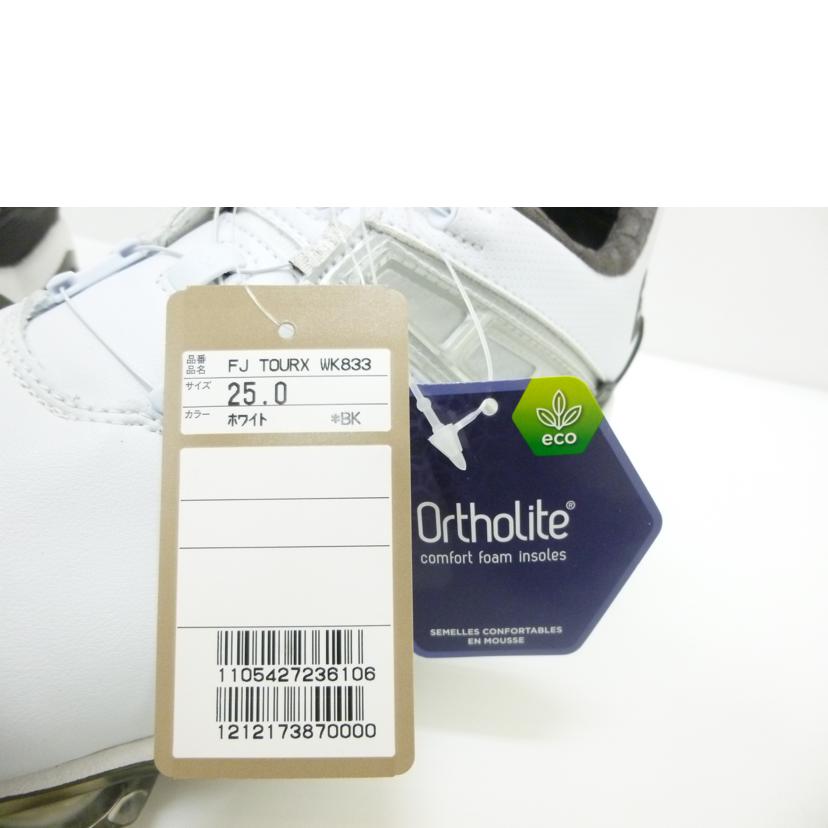 品番
品名 FJ TOURX WK833
サイズ 25.0
カラー ホワイト *BK
1105427236106
1212173870000
eco
Ortholite®
comfort foam insoles
SEMELLES CONFORTABLES
EN MOUSSE